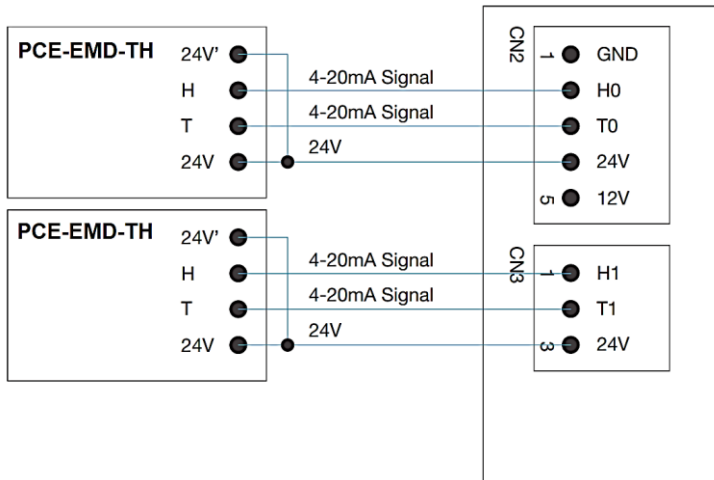 PCE-EMD-TH
24V'
H
T
24V
4-20mA Signal
4-20mA Signal
24V
CN2
1
GND
H0
T0
24V
5
12V
PCE-EMD-TH
24V'
H
T
24V
4-20mA Signal
4-20mA Signal
24V
CN3
1
H1
T1
3
24V